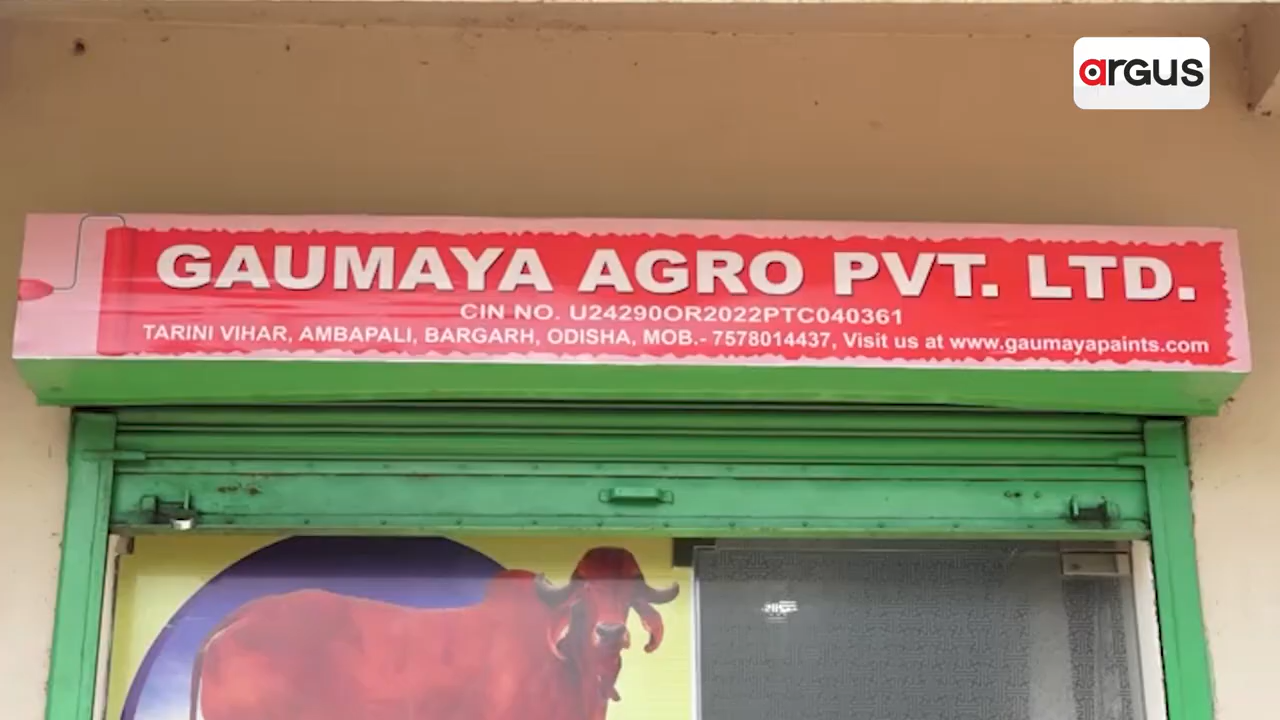 argus
GAUMAYA AGRO PVT. LTD.
CIN NO. U24290OR2022PTC040361
TARINI VIHAR, AMBAPALI, BARGARH, ODISHA, MOB.- 7578014437, Visit us at www.gaumayapaints.com